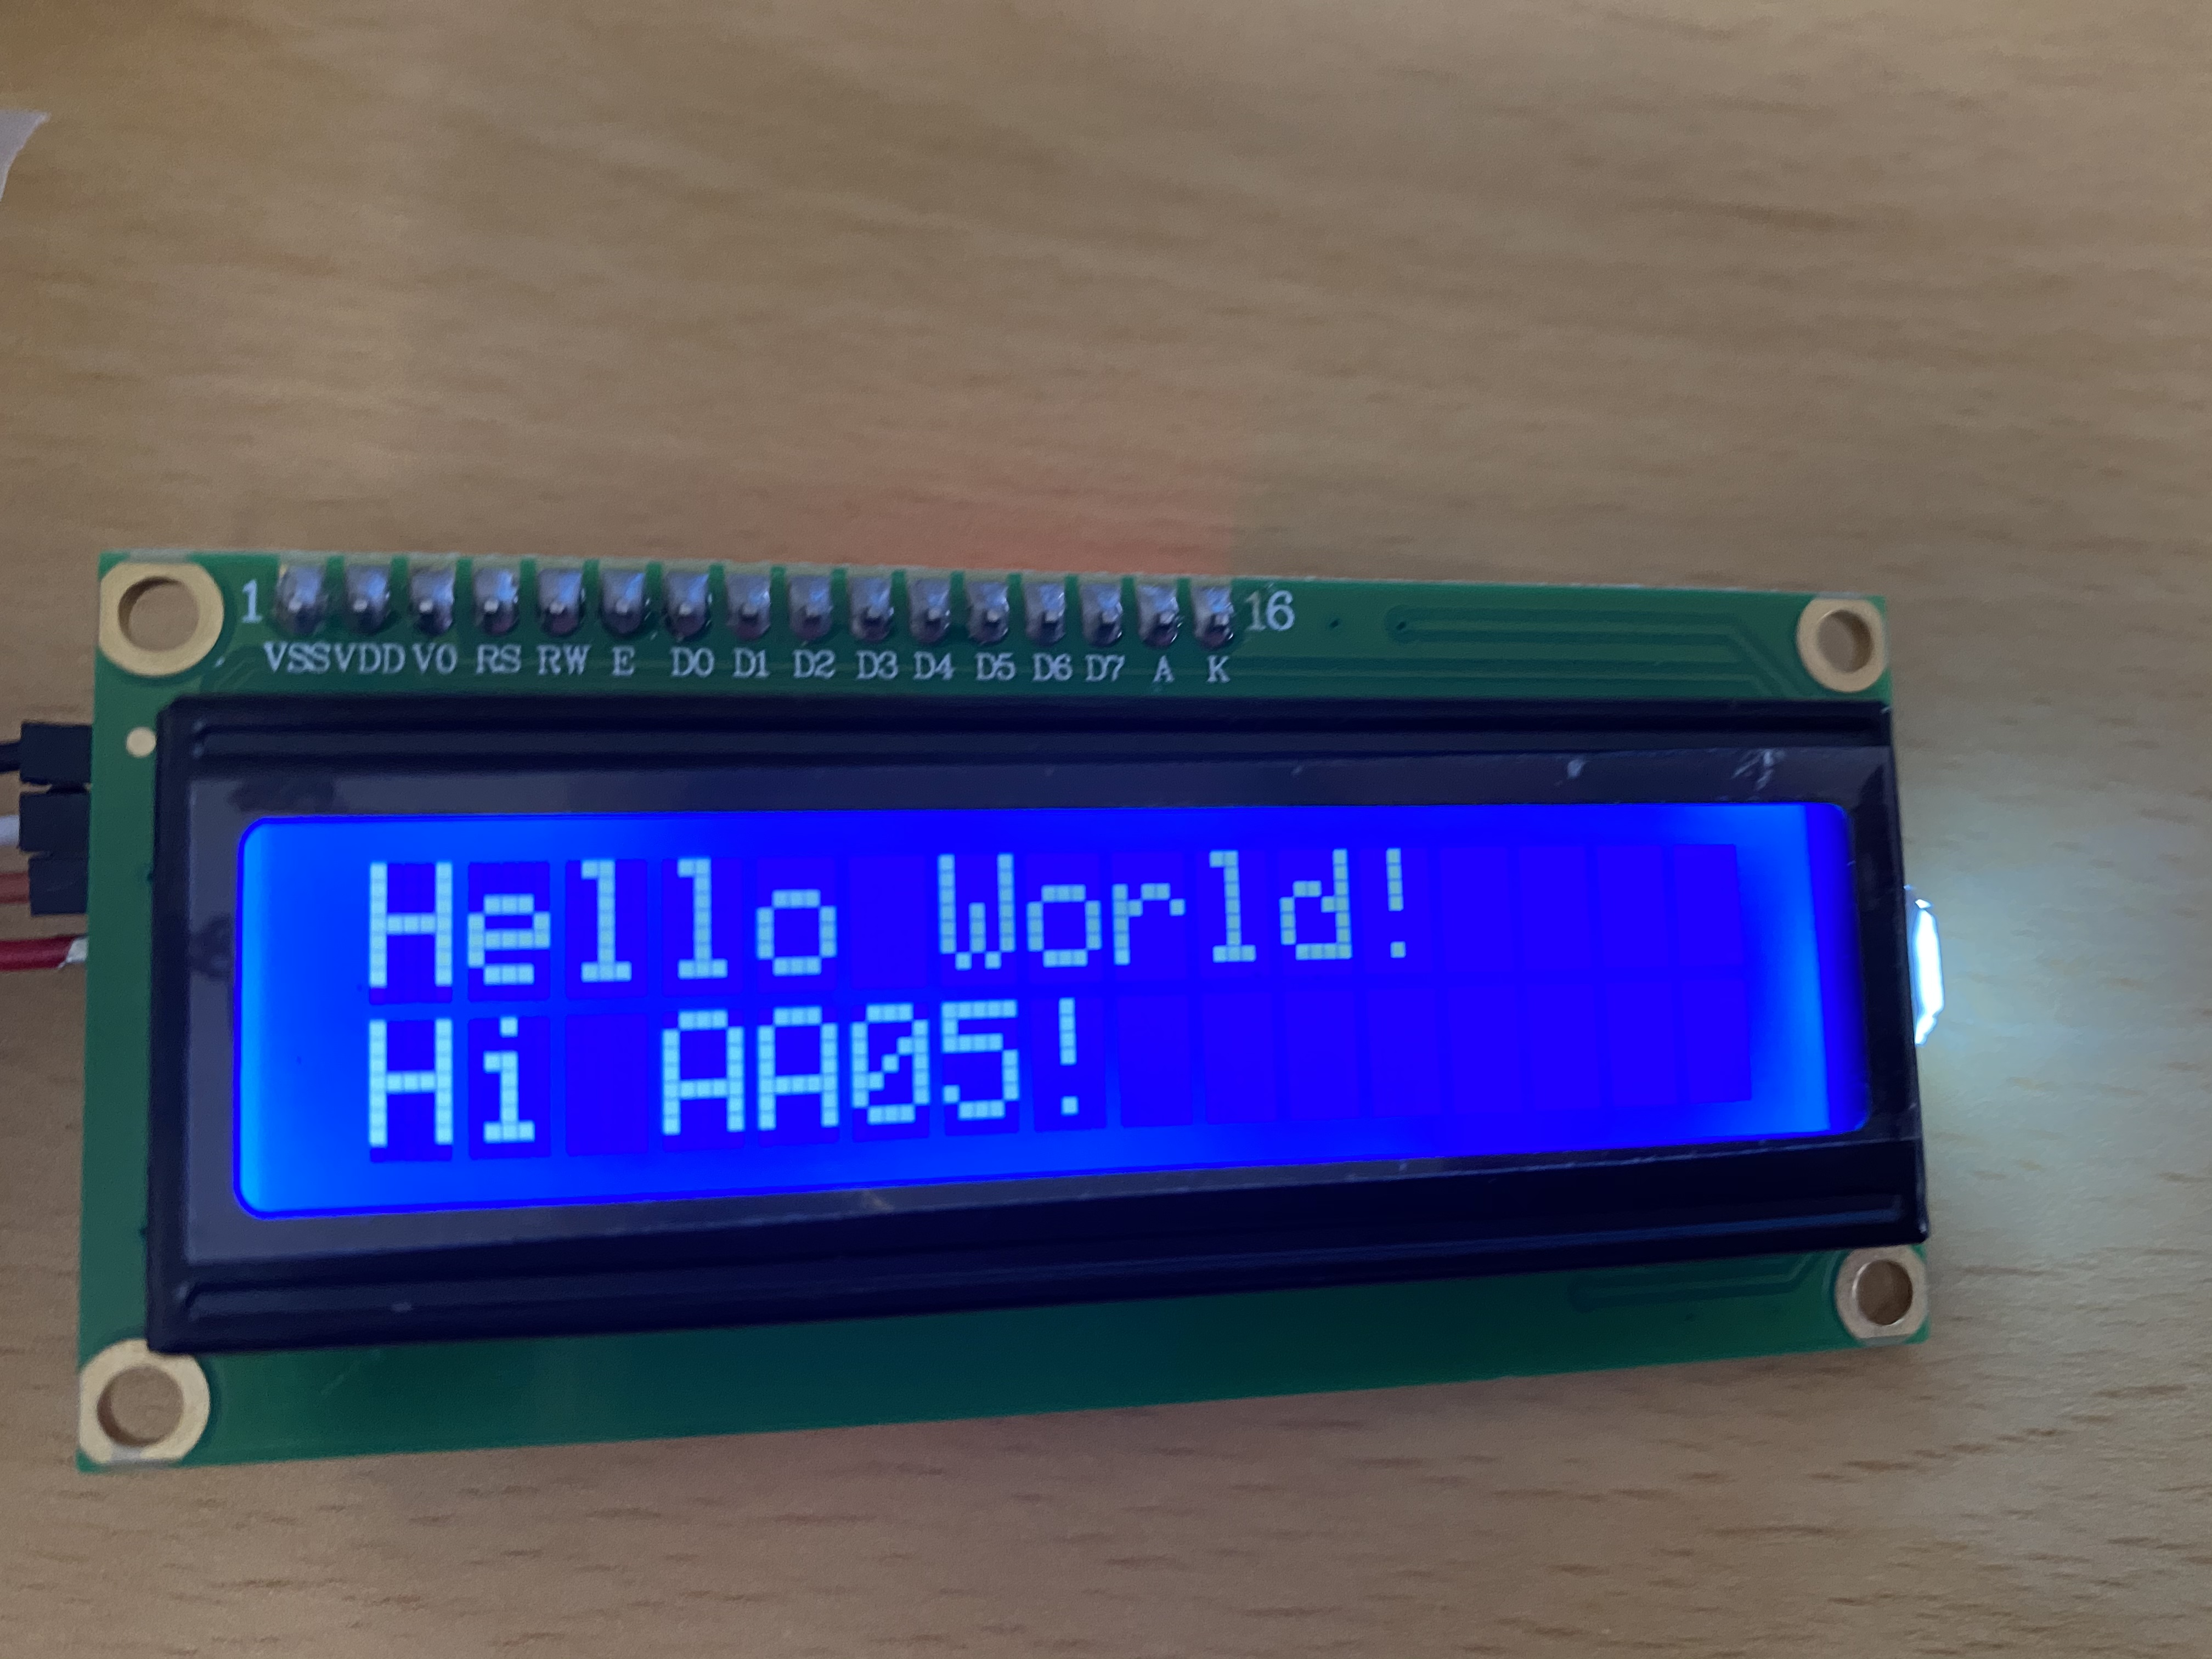 1 VSS VDD V0 RS RW E D0 D1 D2 D3 D4 D5 D6 D7 A K 16
Hello World!
Hi AA05!